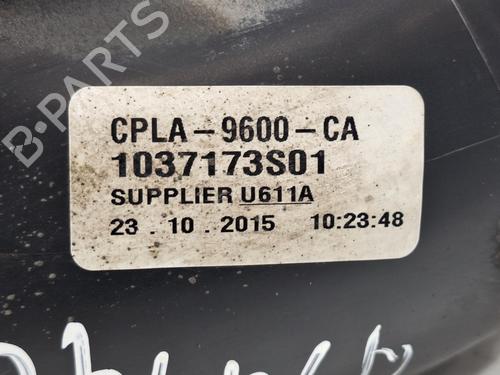 B-PARTS
CPLA-9600-CA
1037173S01
SUPPLIER U611A
23 . 10 . 2015 10:23:48